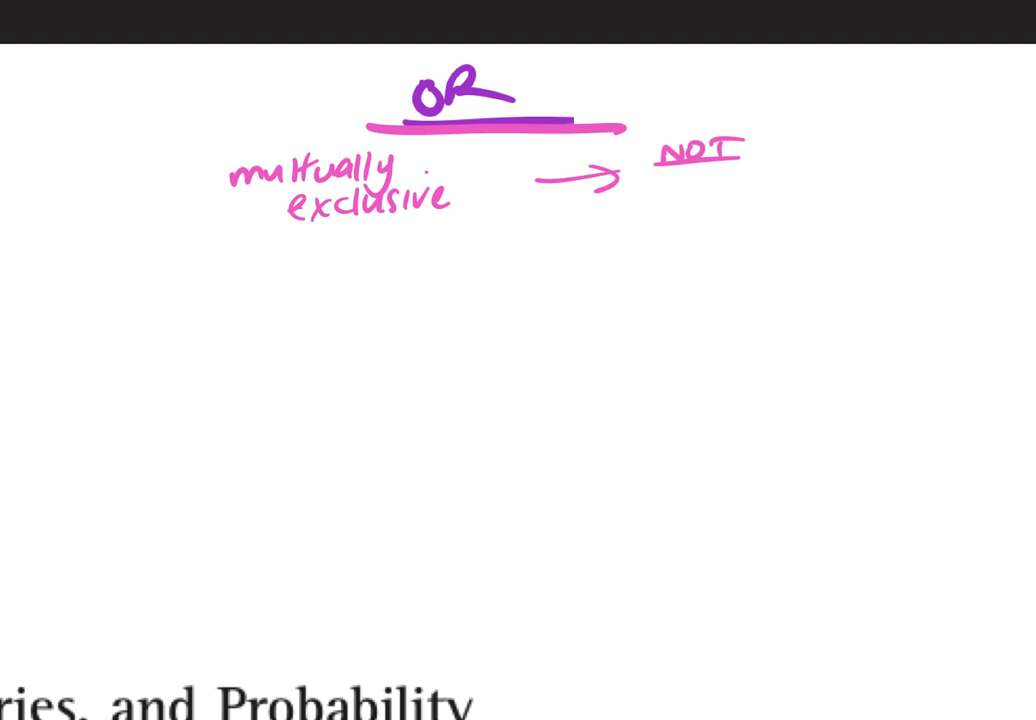 OR
mutually
exclusive
NOT
ries, and Probability